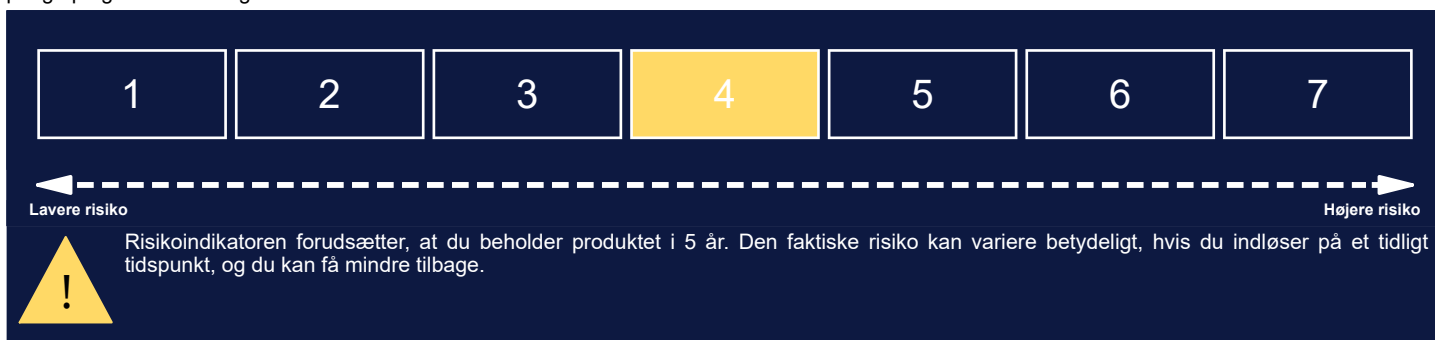 1 2 3 4 5 6 7
Lavere risiko Højere risiko
Risikoindikatoren forudsætter, at du beholder produktet i 5 år. Den faktiske risiko kan variere betydeligt, hvis du indløser på et tidligt
tidspunkt, og du kan få mindre tilbage.
!